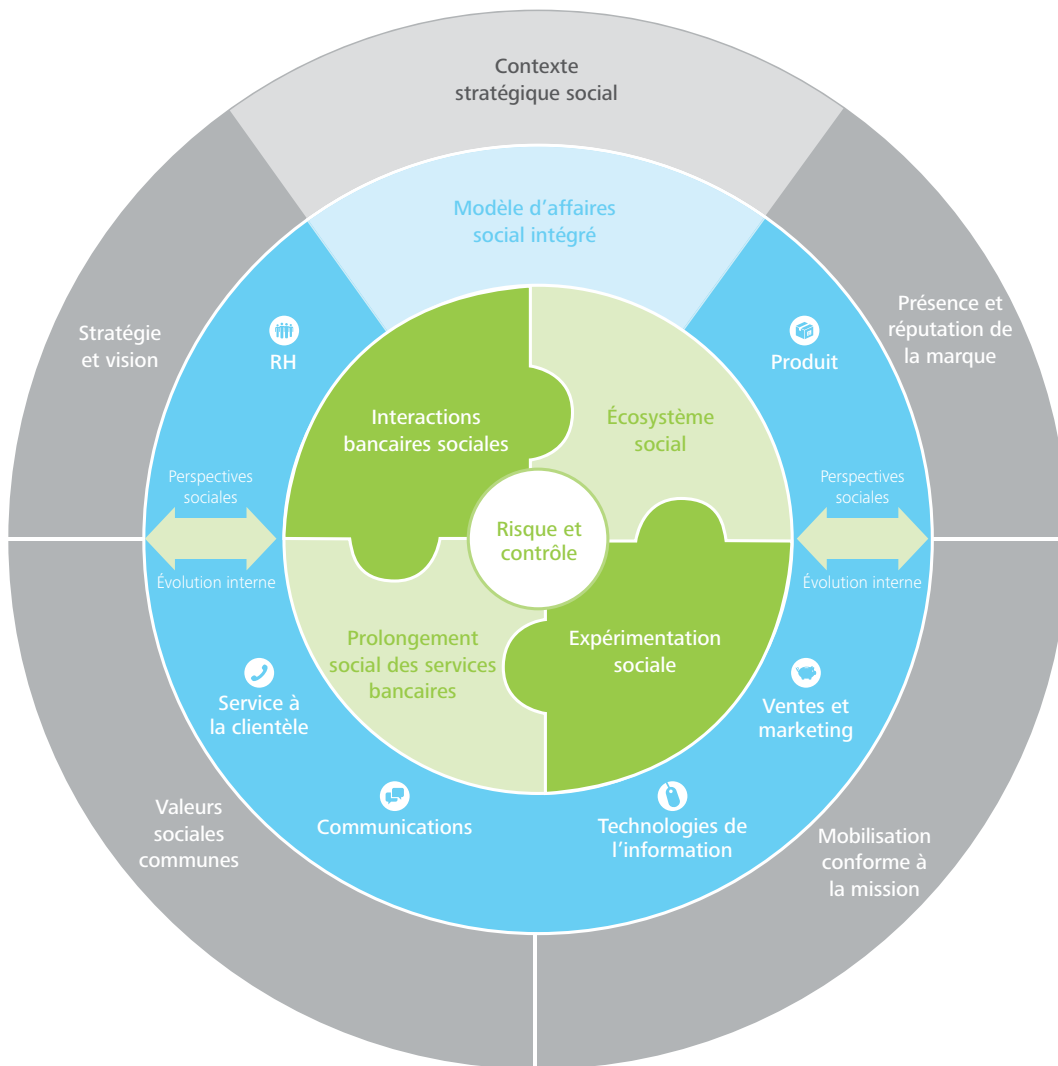 Contexte
stratégique social
Modèle d'affaires
social intégré
Stratégie
et vision
Présence et
réputation de
la marque
RH
Produit
Interactions
bancaires sociales
Écosystème
social
Perspectives
sociales
Évolution interne
Risque et
contrôle
Perspectives
sociales
Évolution interne
Prolongement
social des services
bancaires
Expérimentation
sociale
Service à
la clientèle
Ventes et
marketing
Communications
Technologies de
l'information
Valeurs
sociales
communes
Mobilisation
conforme à
la mission